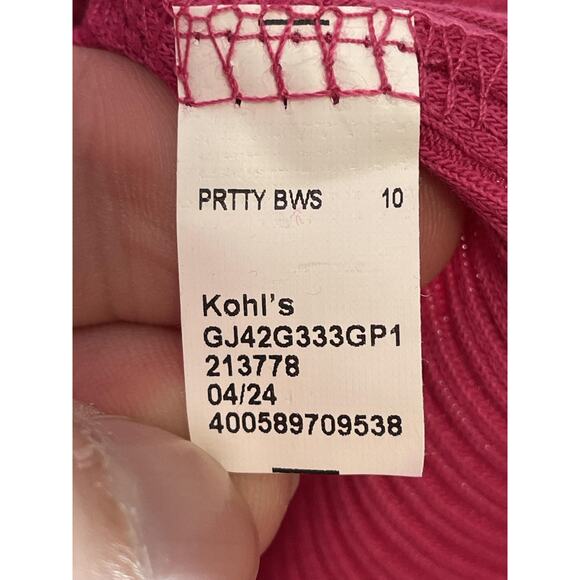 PRTTY BWS 10
Kohl's
GJ42G333GP1
213778
04/24
400589709538